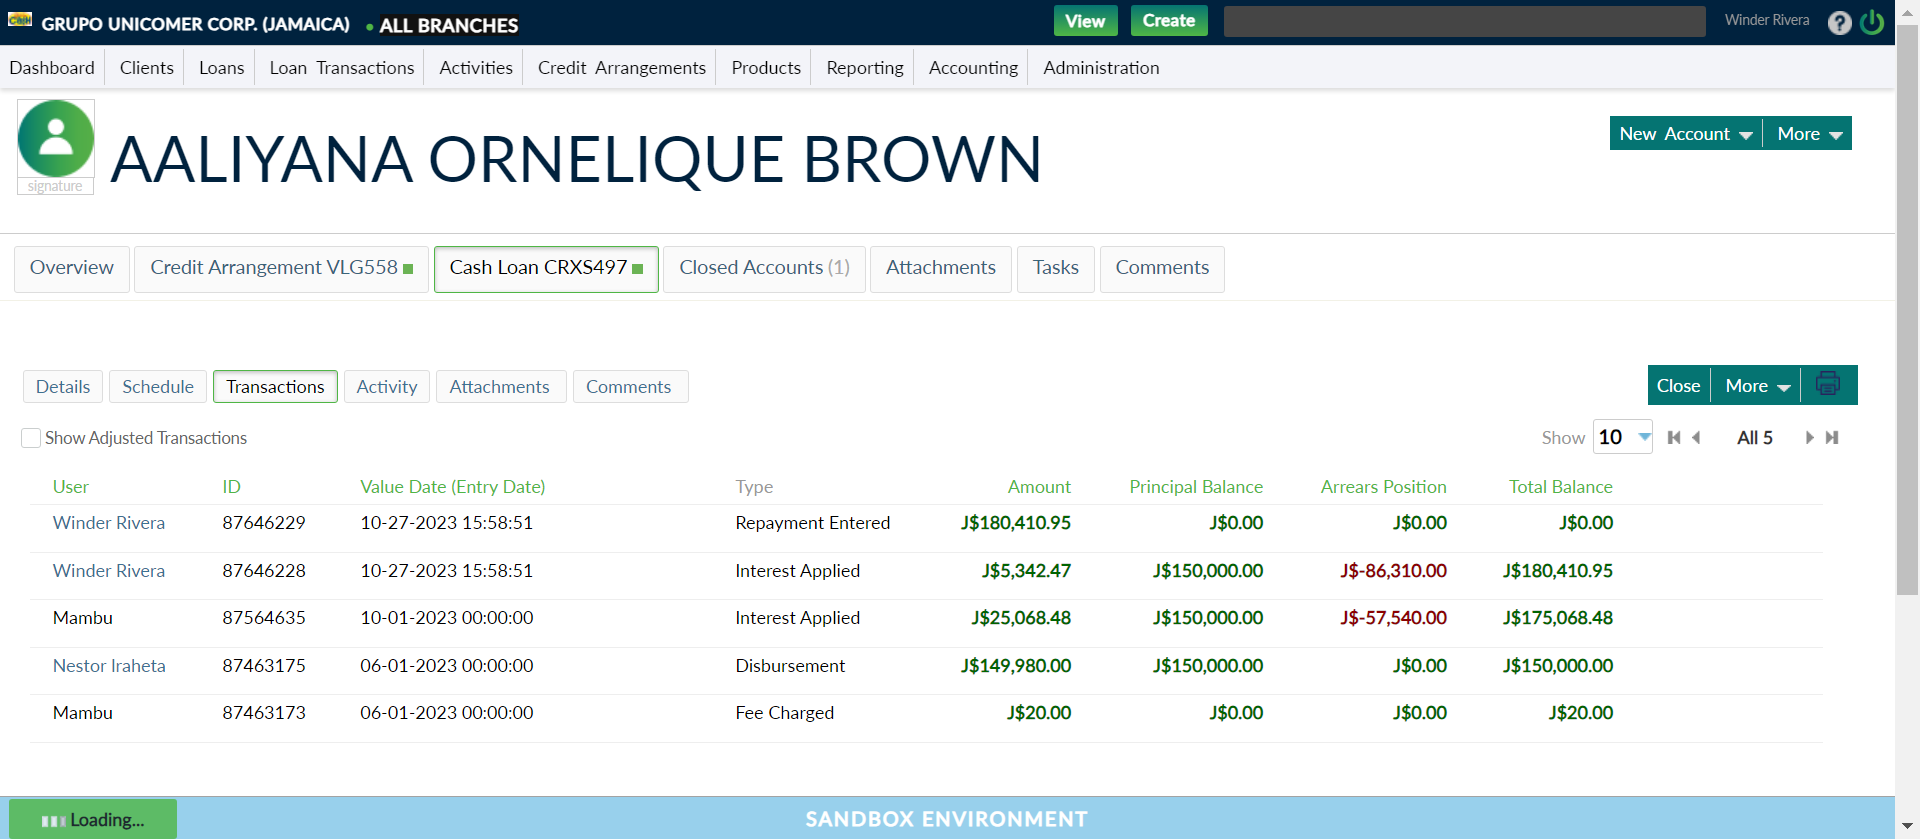 CASH GRUPO UNICOMER CORP. (JAMAICA) • ALL BRANCHES View Create Winder Rivera ?
Dashboard Clients Loans Loan Transactions Activities Credit Arrangements Products Reporting Accounting Administration
AALIYANA ORNELIQUE BROWN
signature
New Account More
Overview Credit Arrangement VLG558 Cash Loan CRXS497 Closed Accounts (1) Attachments Tasks Comments
Details Schedule Transactions Activity Attachments Comments Close More
Show Adjusted Transactions Show 10 All 5
User ID Value Date (Entry Date) Type Amount Principal Balance Arrears Position Total Balance
Winder Rivera 87646229 10-27-2023 15:58:51 Repayment Entered J$180,410.95 J$0.00 J$0.00 J$0.00
Winder Rivera 87646228 10-27-2023 15:58:51 Interest Applied J$5,342.47 J$150,000.00 J$-86,310.00 J$180,410.95
Mambu 87564635 10-01-2023 00:00:00 Interest Applied J$25,068.48 J$150,000.00 J$-57,540.00 J$175,068.48
Nestor Iraheta 87463175 06-01-2023 00:00:00 Disbursement J$149,980.00 J$150,000.00 J$0.00 J$150,000.00
Mambu 87463173 06-01-2023 00:00:00 Fee Charged J$20.00 J$0.00 J$0.00 J$20.00
Loading... SANDBOX ENVIRONMENT